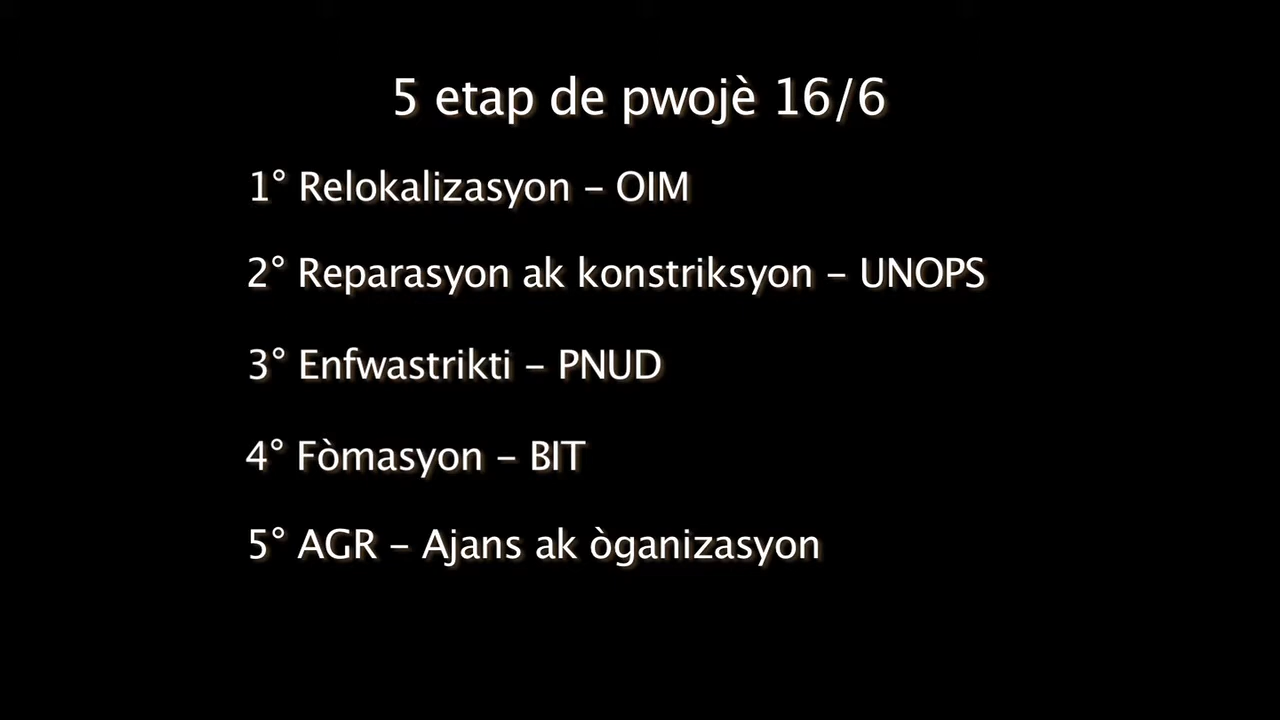 5 etap de pwojè 16/6
1° Relokalizasyon – OIM
2° Reparasyon ak konstriksyon – UNOPS
3° Enfwastrikti – PNUD
4° Fòmasyon – BIT
5° AGR – Ajans ak òganizasyon